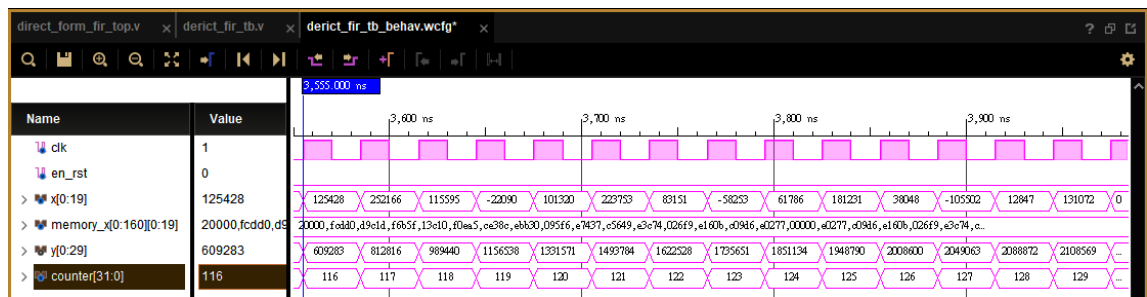 direct_form_fir_top.v × derict_fir_tb.v × derict_fir_tb_behav.wcfg* × ?
3,555.000 ns
Name Value 3,600 ns 3,700 ns 3,800 ns 3,900 ns
clk 1
en_rst 0
x[0:19] 125428 125428 252166 115595 -22090 101320 223753 83151 -58253 61786 181231 38048 -105502 12847 131072 0
memory_x[0:160][0:19] 20000,fcdd0,d9 20000,fcdd0,d9c1d,f6b5f,13c10,f0ea5,ce38c,ebb30,095f6,e7437,c5649,e3c74,026f9,e160b,c09d6,e0277,00000,e0277,c09d6,e160b,026f9,e3c74,c...
y[0:29] 609283 609283 812816 989440 1156538 1331571 1493784 1622528 1735651 1851134 1948790 2008600 2049063 2088872 2108569 ...
counter[31:0] 116 116 117 118 119 120 121 122 123 124 125 126 127 128 129 ...